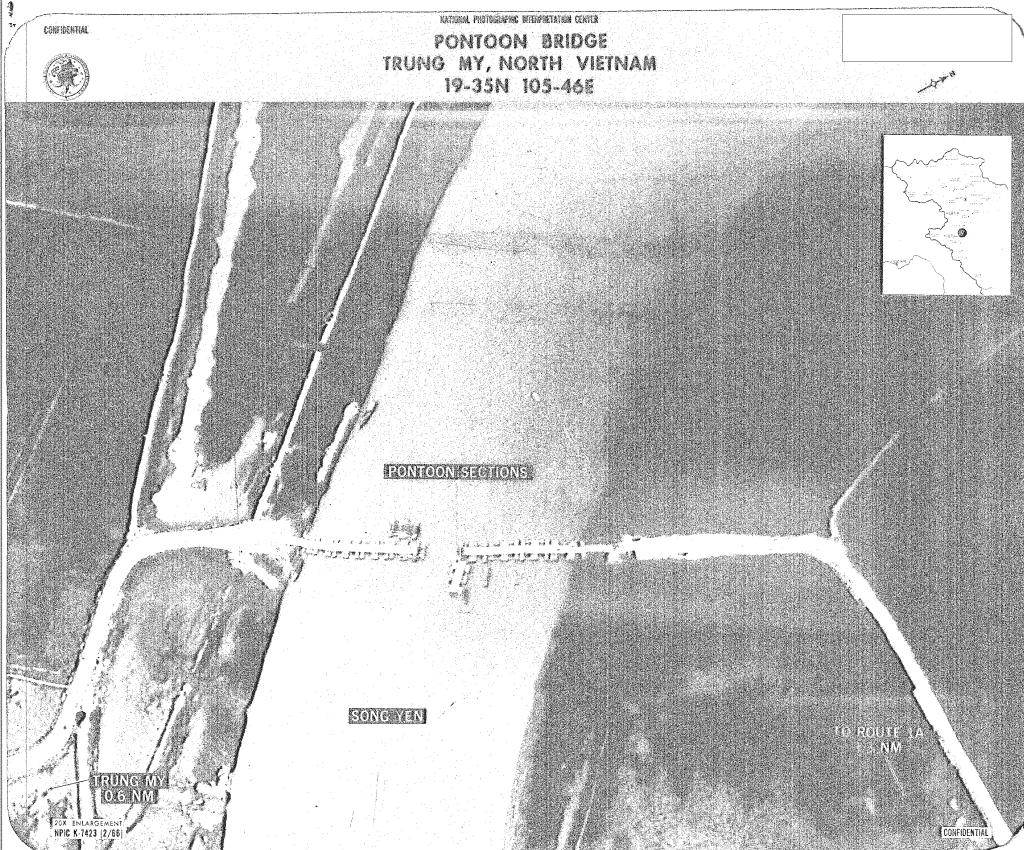 CONFIDENTIAL
NATIONAL PHOTOGRAPHIC INTERPRETATION CENTER
PONTOON BRIDGE
TRUNG MY, NORTH VIETNAM
19-35N 105-46E
PONTOON SECTIONS
SONG YEN
TO ROUTE 1A
NM
TRUNG MY
0.6 NM
20X ENLARGEMENT
NPIC K-7423 (2/66)
CONFIDENTIAL